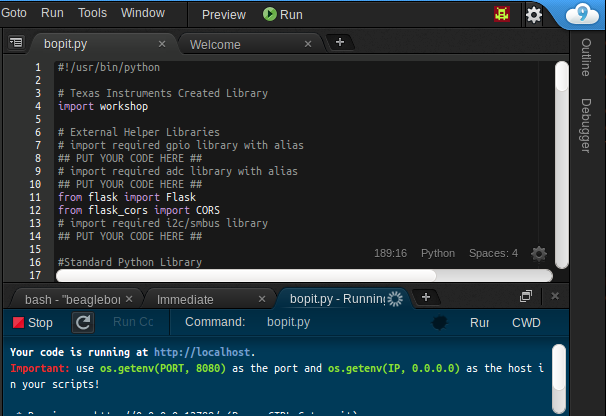 Goto Run Tools Window Preview Run
bopit.py Welcome
Outline
Debugger
1 #!/usr/bin/python
2
3 # Texas Instruments Created Library
4 import workshop
5
6 # External Helper Libraries
7 # import required gpio library with alias
8 ## PUT YOUR CODE HERE ##
9 # import required adc library with alias
10 ## PUT YOUR CODE HERE ##
11 from flask import Flask
12 from flask_cors import CORS
13 # import required i2c/smbus library
14 ## PUT YOUR CODE HERE ##
15
16 #Standard Python Library
17
189:16 Python Spaces: 4
bash - "beaglebon Immediate bopit.py - Running
Stop Run Cc Command: bopit.py Run CWD
Your code is running at http://localhost.
Important: use os.getenv(PORT, 8080) as the port and os.getenv(IP, 0.0.0.0) as the host i
n your scripts!